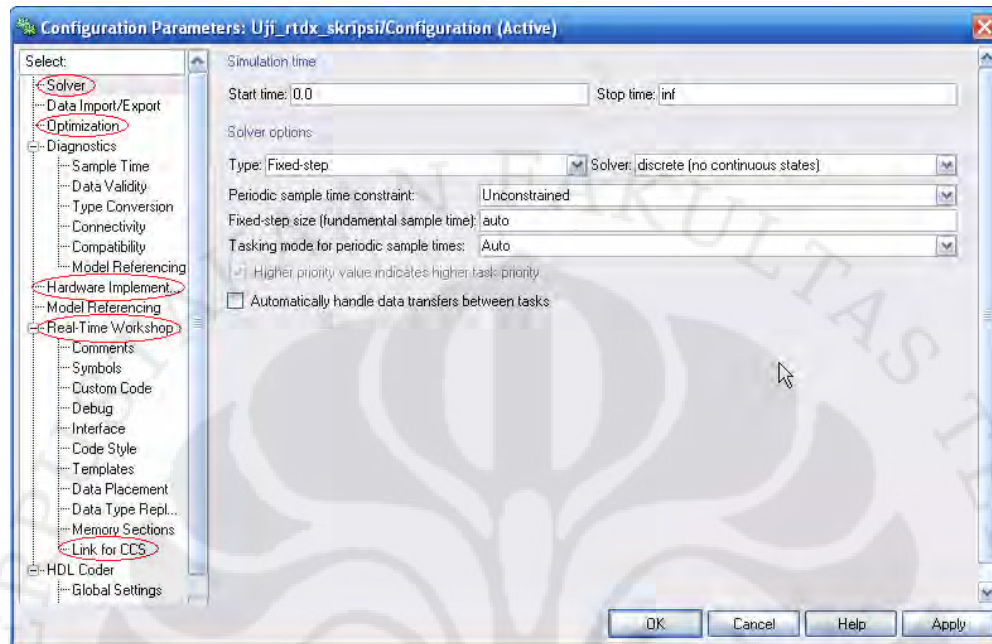 Configuration Parameters: Uji_rtdx_skripsi/Configuration (Active)
Select:
Solver
Data Import/Export
Optimization
Diagnostics
Sample Time
Data Validity
Type Conversion
Connectivity
Compatibility
Model Referencing
Hardware Implement...
Model Referencing
Real-Time Workshop
Comments
Symbols
Custom Code
Debug
Interface
Code Style
Templates
Data Placement
Data Type Repl...
Memory Sections
Link for CCS
HDL Coder
Global Settings
Simulation time
Start time: 0.0 Stop time: inf
Solver options
Type: Fixed-step Solver: discrete (no continuous states)
Periodic sample time constraint: Unconstrained
Fixed-step size (fundamental sample time): auto
Tasking mode for periodic sample times: Auto
Higher priority value indicates higher task priority
Automatically handle data transfers between tasks
OK Cancel Help Apply
FAKULTAS